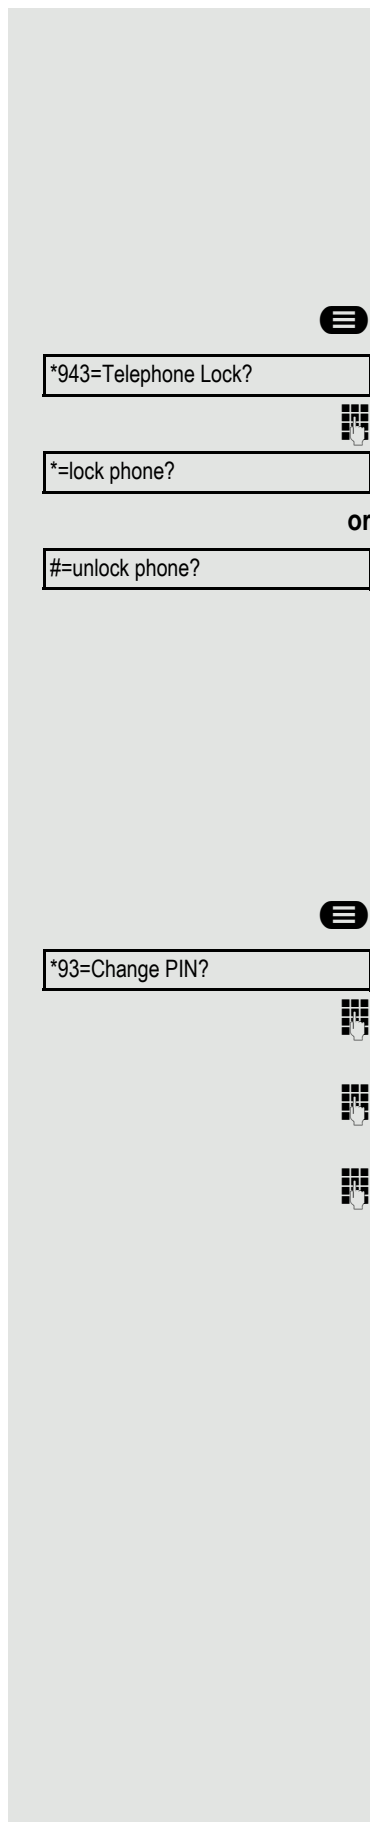 *943=Telephone Lock?
*=lock phone?
or
#=unlock phone?
*93=Change PIN?